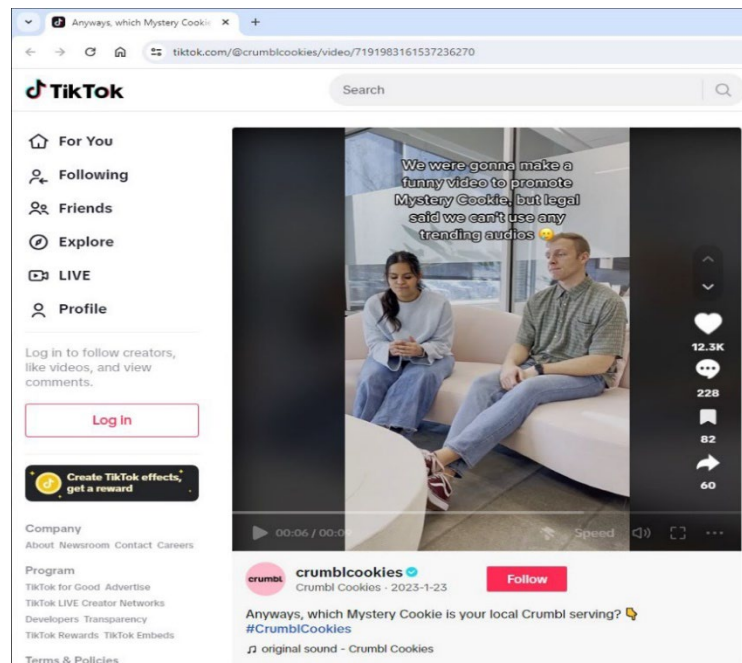 Anyways, which Mystery Cookie
tiktok.com/@crumblcookies/video/7191983161537236270
TikTok
Search
For You
Following
Friends
Explore
LIVE
Profile
Log in to follow creators,
like videos, and view
comments.
Log in
Create TikTok effects,
get a reward
Company
About Newsroom Contact Careers
Program
TikTok for Good Advertise
TikTok LIVE Creator Networks
Developers Transparency
TikTok Rewards TikTok Embeds
Terms & Policies
We were gonna make a
funny video to promote
Mystery Cookie, but legal
said we can't use any
trending audios 😕
12.3K
228
82
60
00:06 / 00:0
Speed
crumbl
crumblcookies
Crumbl Cookies · 2023-1-23
Follow
Anyways, which Mystery Cookie is your local Crumbl serving? 👇
#CrumblCookies
♫ original sound - Crumbl Cookies